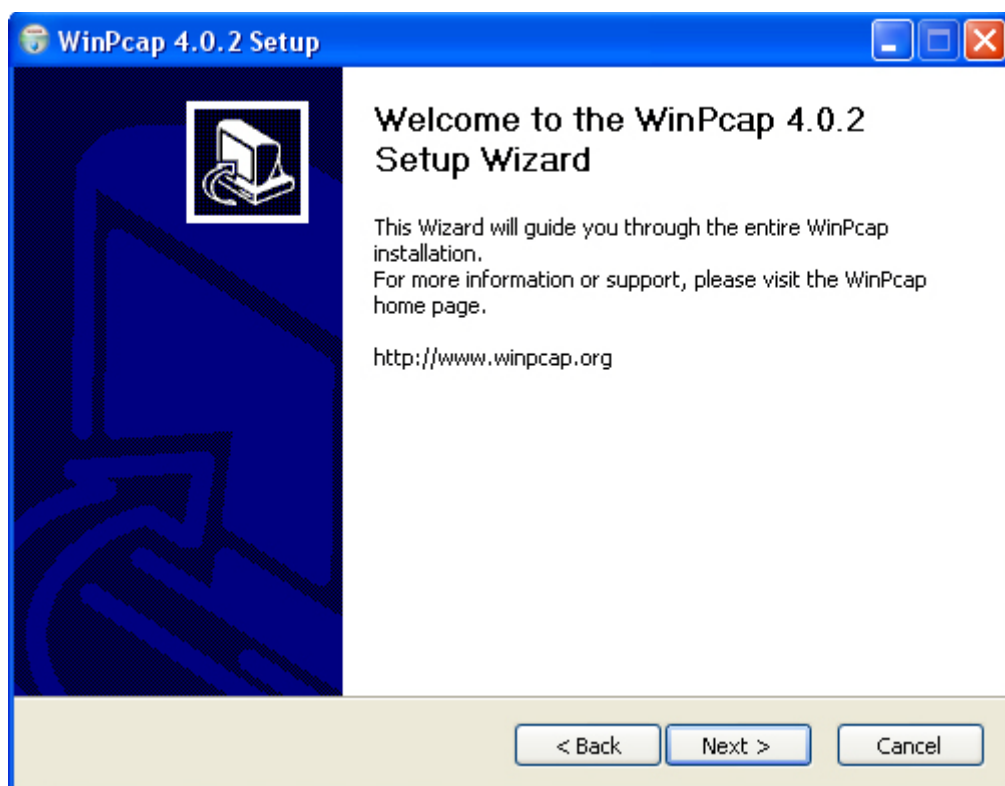 WinPcap 4.0.2 Setup
Welcome to the WinPcap 4.0.2
Setup Wizard
This Wizard will guide you through the entire WinPcap
installation.
For more information or support, please visit the WinPcap
home page.
http://www.winpcap.org
< Back
Next >
Cancel